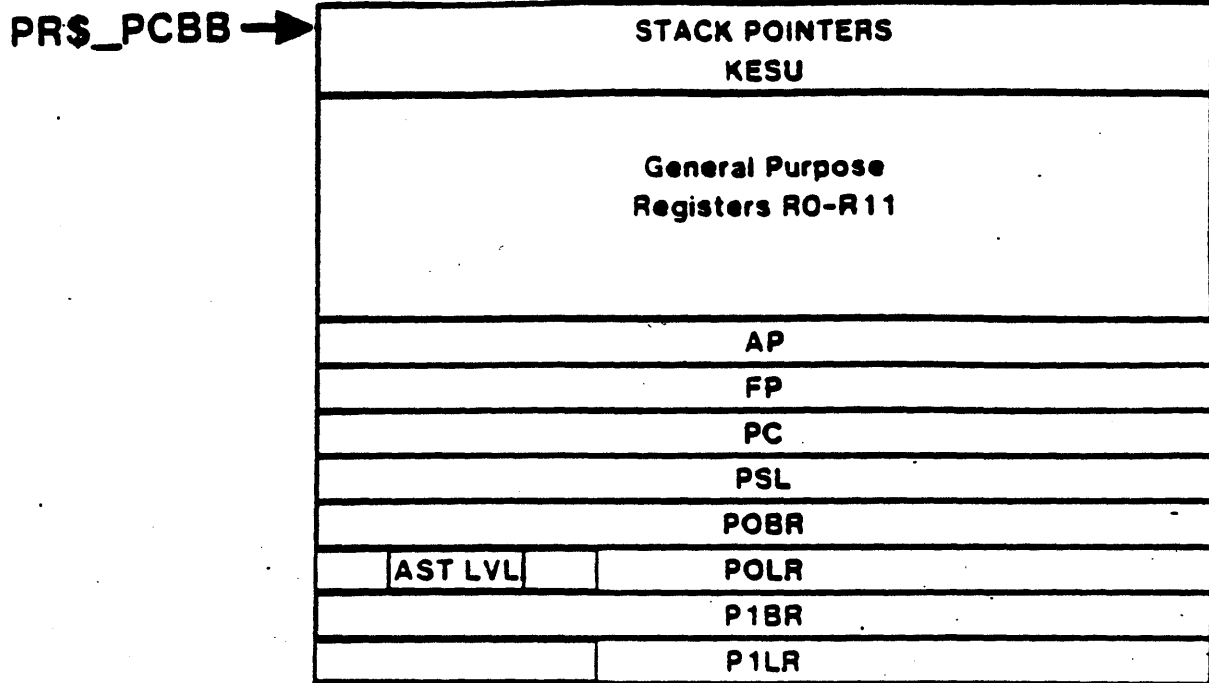 PR$_PCBB
STACK POINTERS
KESU
General Purpose
Registers R0-R11
AP
FP
PC
PSL
P0BR
AST LVL P0LR
P1BR
P1LR